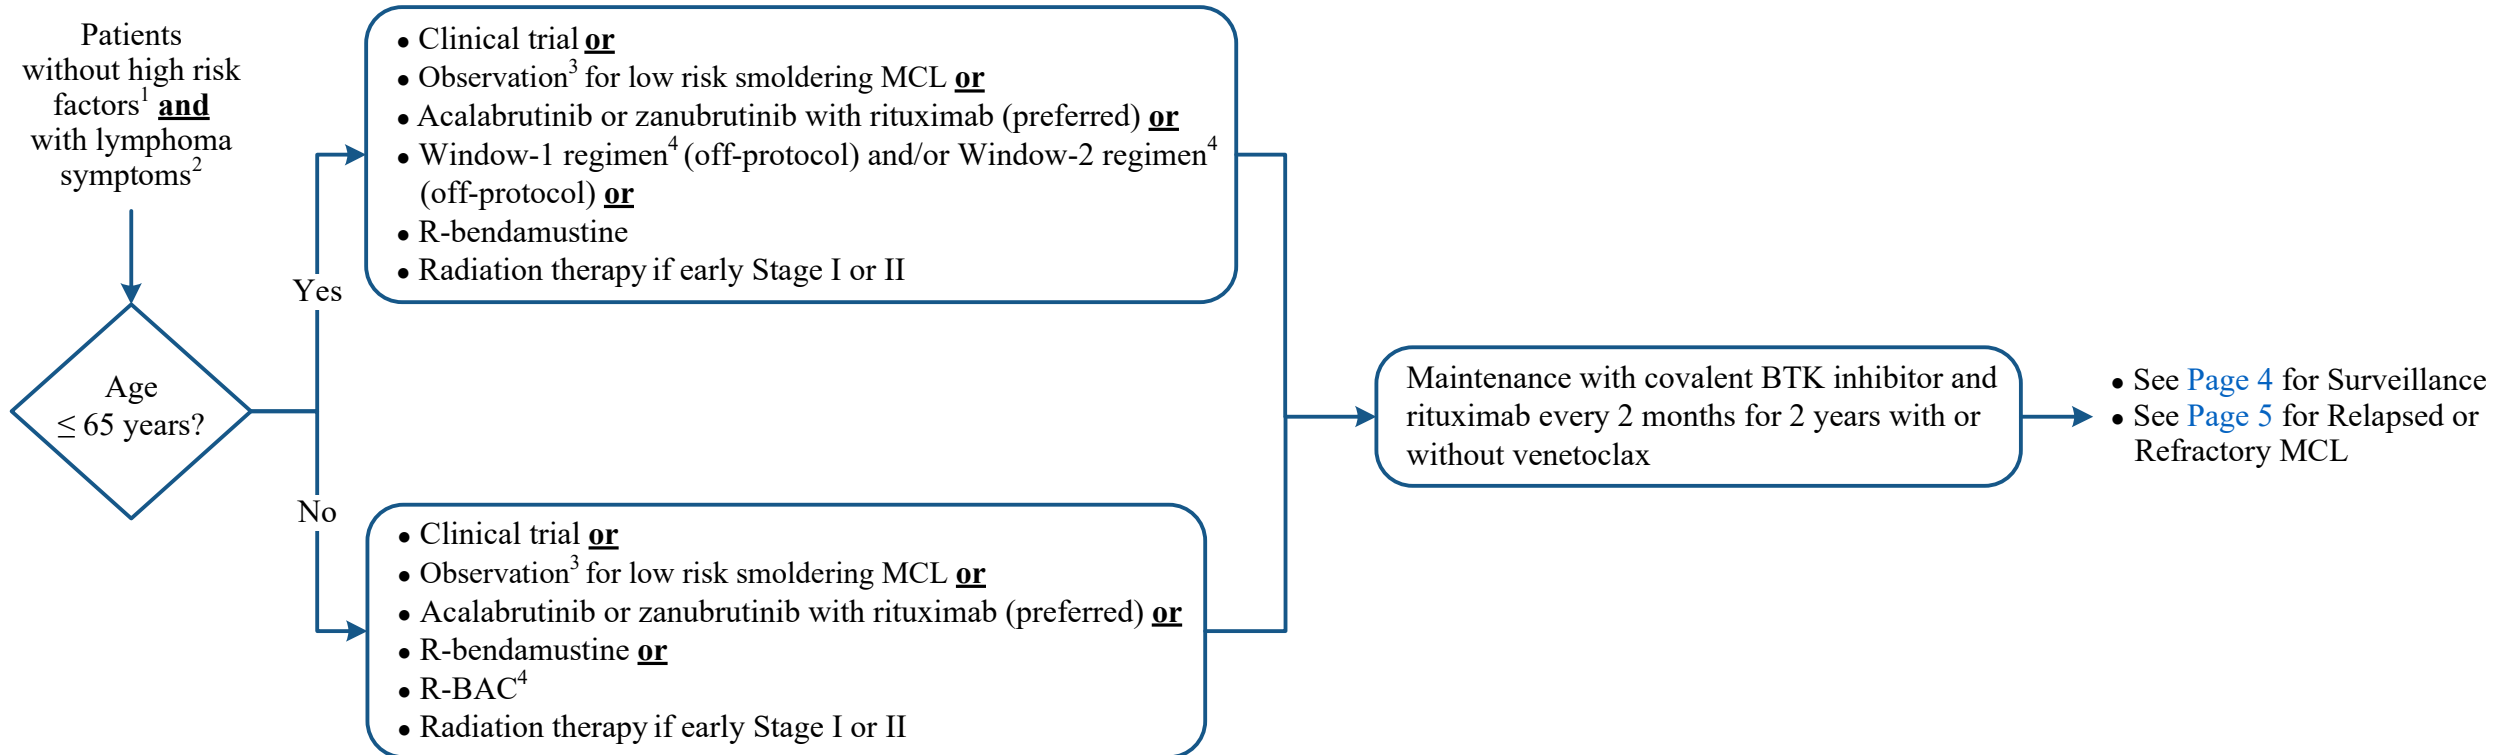 Patients
without high risk
factors¹ and
with lymphoma
symptoms²
Age
≤ 65 years?
Yes
No
• Clinical trial or
• Observation³ for low risk smoldering MCL or
• Acalabrutinib or zanubrutinib with rituximab (preferred) or
• Window-1 regimen⁴ (off-protocol) and/or Window-2 regimen⁴
(off-protocol) or
• R-bendamustine
• Radiation therapy if early Stage I or II
• Clinical trial or
• Observation³ for low risk smoldering MCL or
• Acalabrutinib or zanubrutinib with rituximab (preferred) or
• R-bendamustine or
• R-BAC⁴
• Radiation therapy if early Stage I or II
Maintenance with covalent BTK inhibitor and
rituximab every 2 months for 2 years with or
without venetoclax
• See Page 4 for Surveillance
• See Page 5 for Relapsed or
Refractory MCL